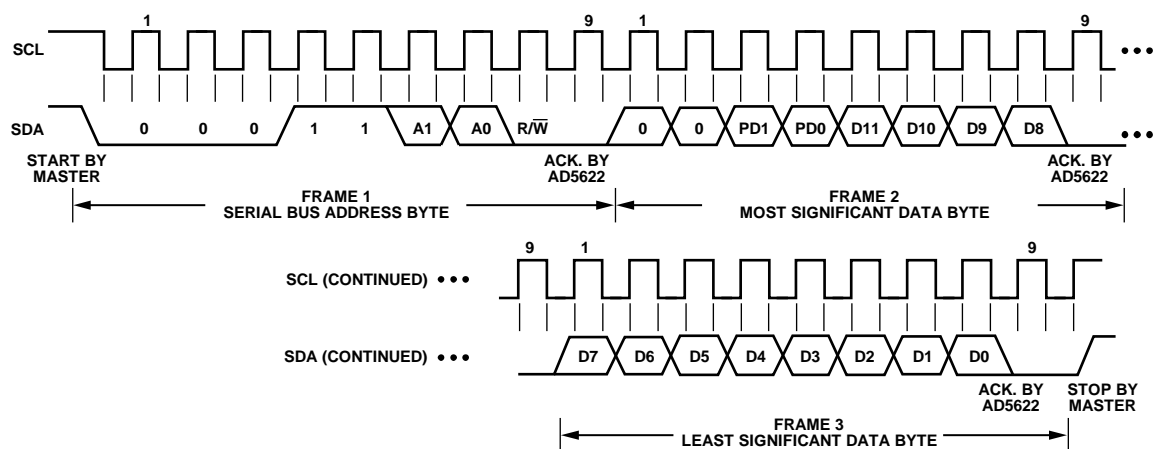 1 9 1 9
SCL
SDA 0 0 0 1 1 A1 A0 R/W̅ 0 0 PD1 PD0 D11 D10 D9 D8
START BY
MASTER
ACK. BY
AD5622
ACK. BY
AD5622
FRAME 1
SERIAL BUS ADDRESS BYTE
FRAME 2
MOST SIGNIFICANT DATA BYTE
9 1 9
SCL (CONTINUED)
SDA (CONTINUED) D7 D6 D5 D4 D3 D2 D1 D0
ACK. BY
AD5622
STOP BY
MASTER
FRAME 3
LEAST SIGNIFICANT DATA BYTE